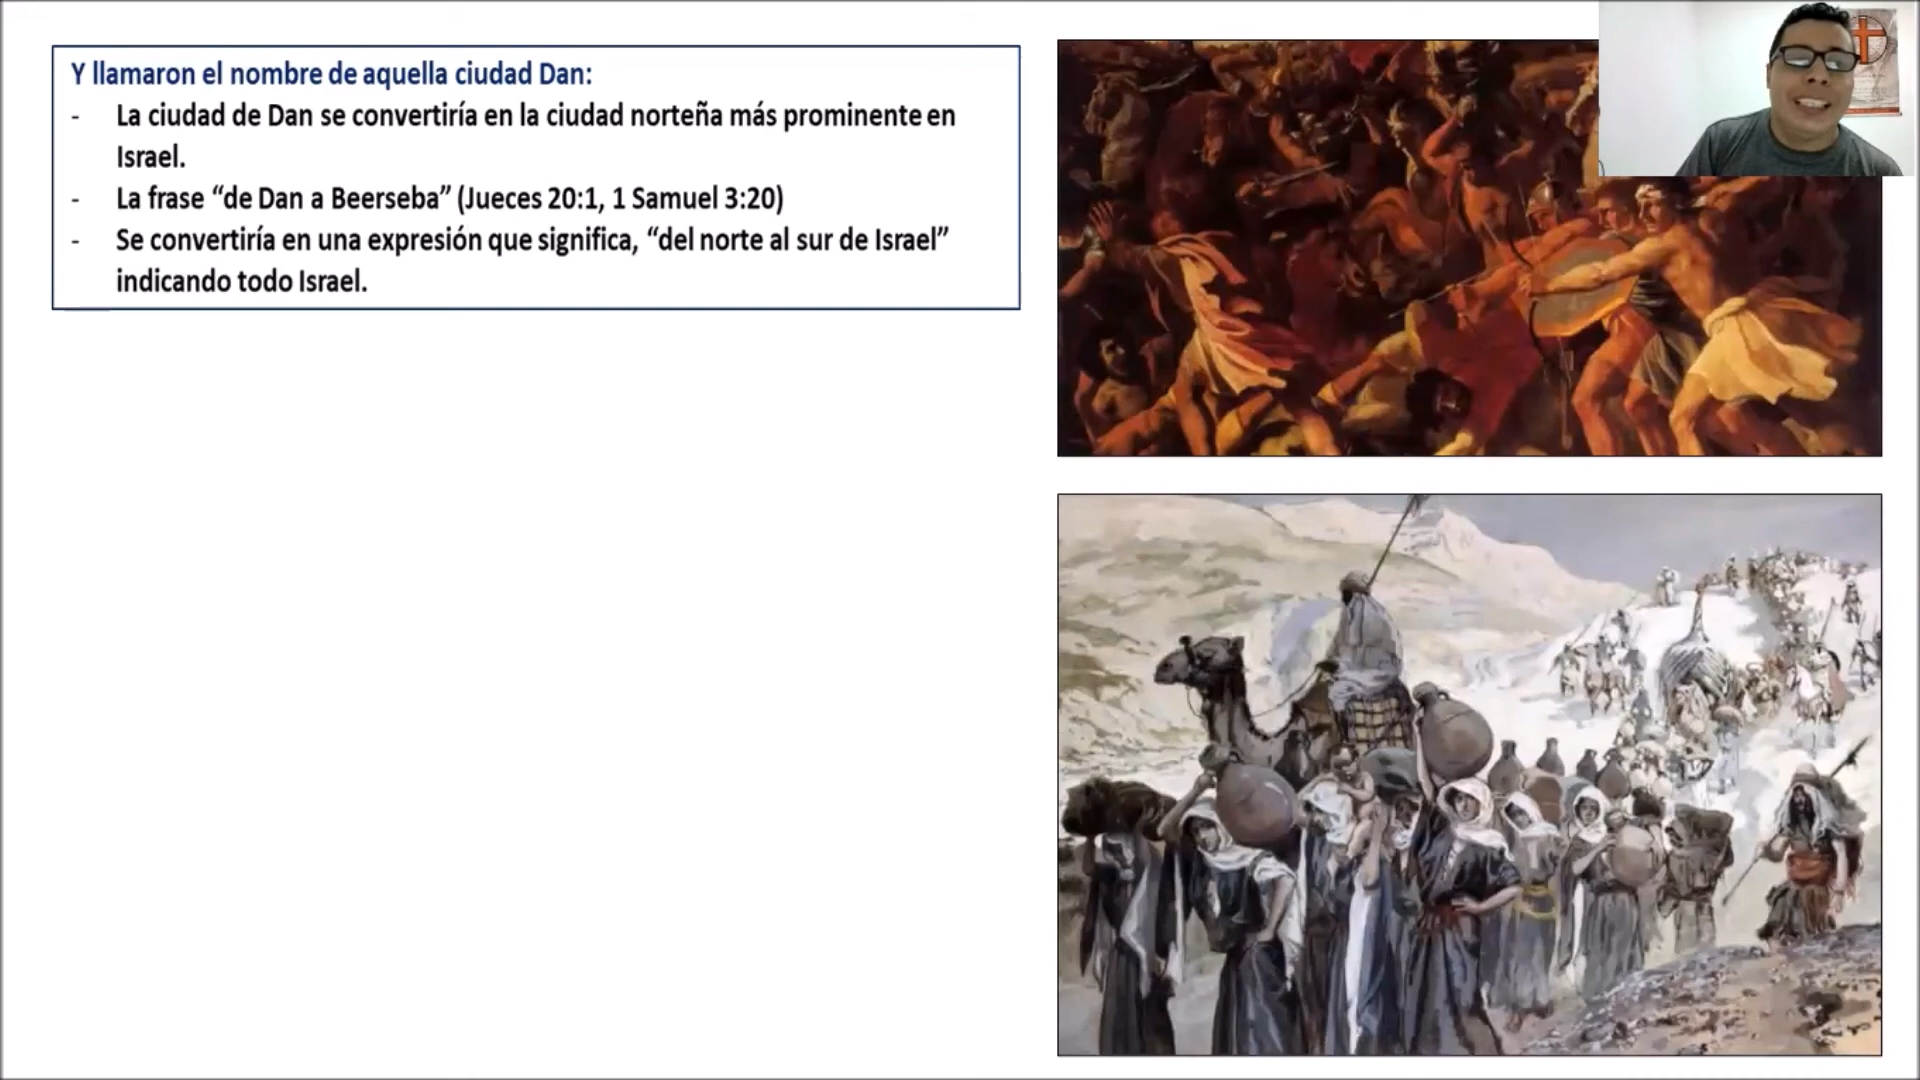 Y llamaron el nombre de aquella ciudad Dan:
- La ciudad de Dan se convertiría en la ciudad norteña más prominente en
Israel.
- La frase “de Dan a Beerseba” (Jueces 20:1, 1 Samuel 3:20)
- Se convertiría en una expresión que significa, “del norte al sur de Israel”
indicando todo Israel.